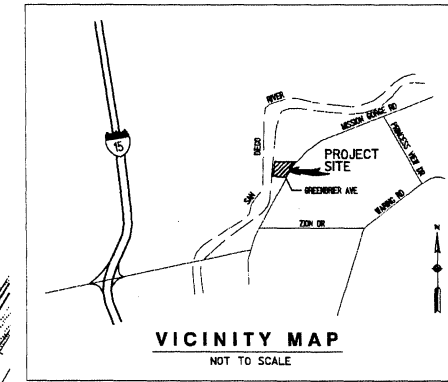 15
SAN
DIEGO
RIVER
MISSION GORGE RD
PRINCESS VIEW DR
PROJECT
SITE
GREENBRIER AVE
WARING RD
ZION DR
N
VICINITY MAP
NOT TO SCALE